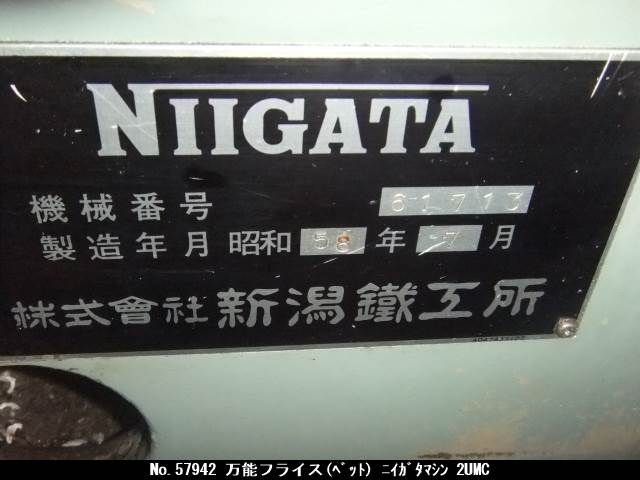 NIIGATA
機械番号 61713
製造年月 昭和 58 年 7 月
株式會社 新潟鐵工所
No.57942 万能フライス(ﾍﾞｯﾄ) ﾆｲｶﾞﾀﾏｼﾝ 2UMC